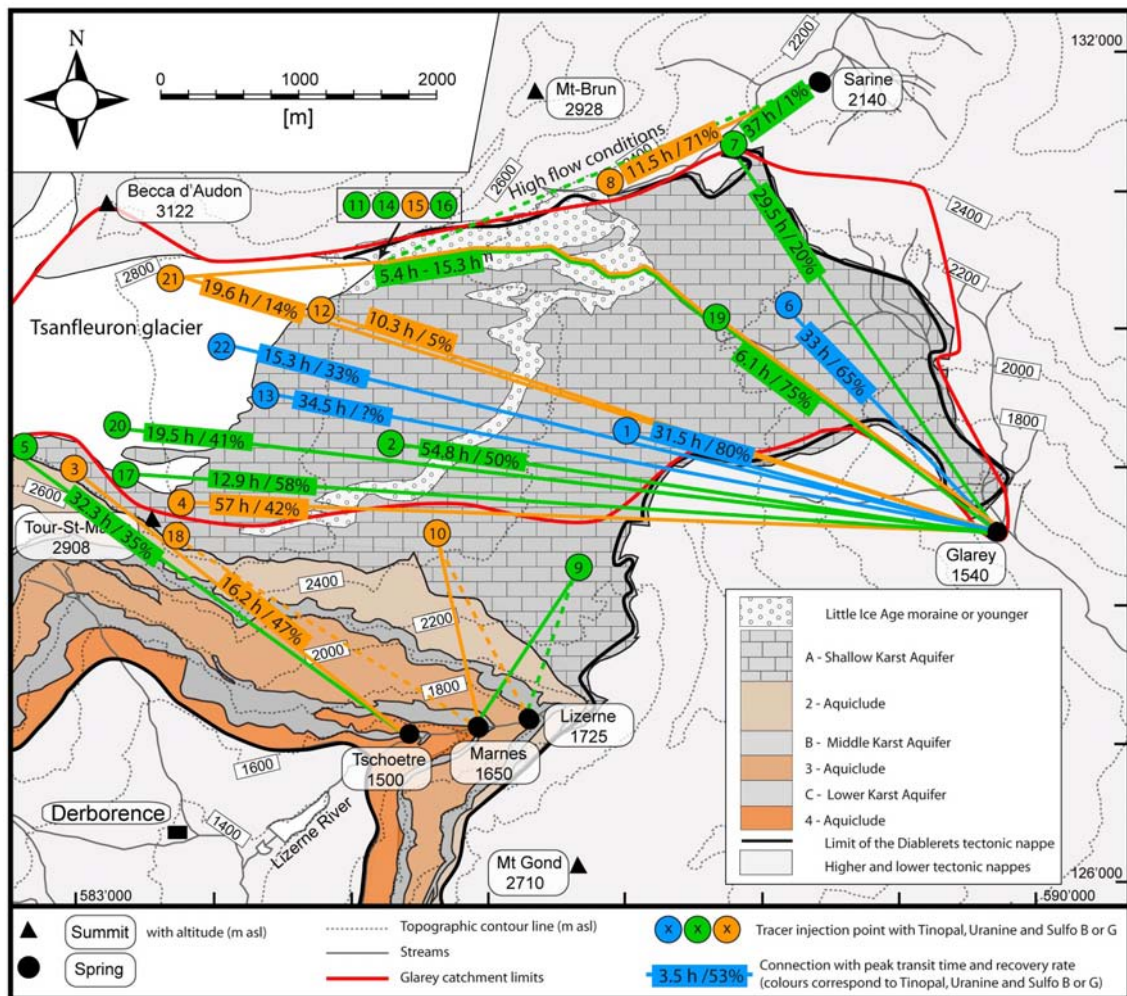 132'000
2200
Sarine
2140
N
0 1000 2000
[m]
Mt-Brun
2928
37 h / 1%
7
High flow conditions
2400
11.5 h / 71%
8
2600
Becca d'Audon
3122
11 14 15 16
2400
29.5 h / 20%
2200
2800
21
5.4 h - 15.3 h
19.6 h / 14%
12
10.3 h / 5%
19
6
Tsanfleuron glacier
6.1 h / 75%
33 h / 65%
22
15.3 h / 33%
2000
13
34.5 h / ?%
1800
20
19.5 h / 41%
2
54.8 h / 50%
1
31.5 h / 80%
5
3
17
12.9 h / 58%
2600
4
57 h / 42%
32.3 h / 35%
Tour-St-M
2908
18
10
Glarey
1540
9
2400
16.2 h / 47%
2200
2000
1800
Lizerne
1725
Tschoetre
1500
Marnes
1650
1600
Derborence
1400
Lizerne River
Mt Gond
2710
Little Ice Age moraine or younger
A - Shallow Karst Aquifer
2 - Aquiclude
B - Middle Karst Aquifer
3 - Aquiclude
C - Lower Karst Aquifer
4 - Aquiclude
Limit of the Diablerets tectonic nappe
Higher and lower tectonic nappes
126'000
583'000
590'000
Summit with altitude (m asl)
Spring
Topographic contour line (m asl)
Streams
Glarey catchment limits
x x x Tracer injection point with Tinopal, Uranine and Sulfo B or G
3.5 h /53% Connection with peak transit time and recovery rate
(colours correspond to Tinopal, Uranine and Sulfo B or G)